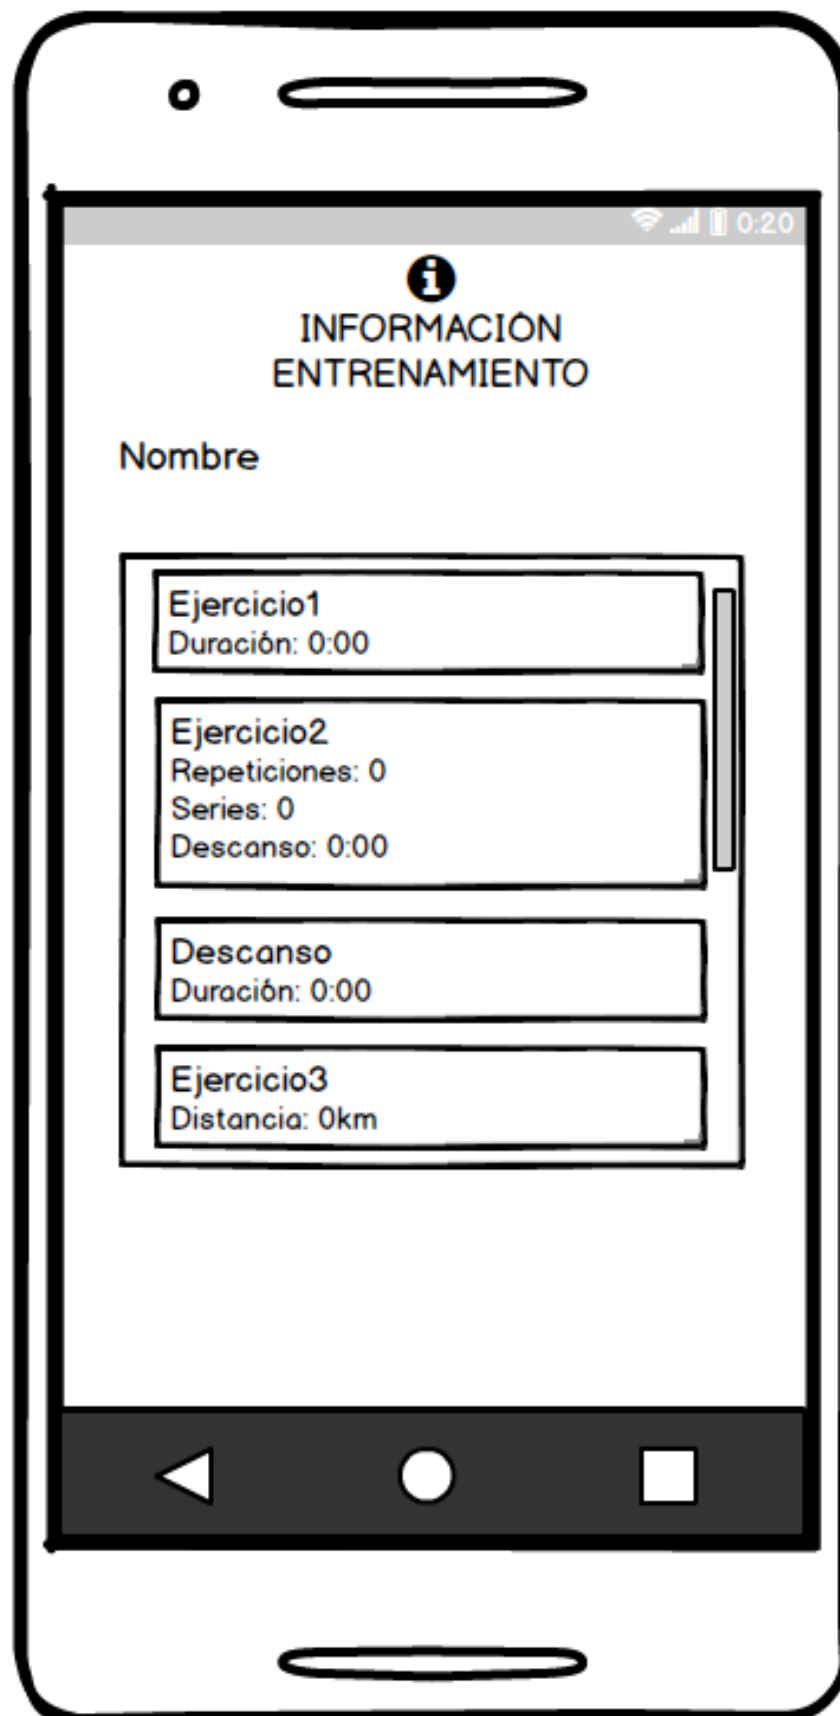 0:20
INFORMACIÓN
ENTRENAMIENTO
Nombre
Ejercicio1
Duración: 0:00
Ejercicio2
Repeticiones: 0
Series: 0
Descanso: 0:00
Descanso
Duración: 0:00
Ejercicio3
Distancia: 0km